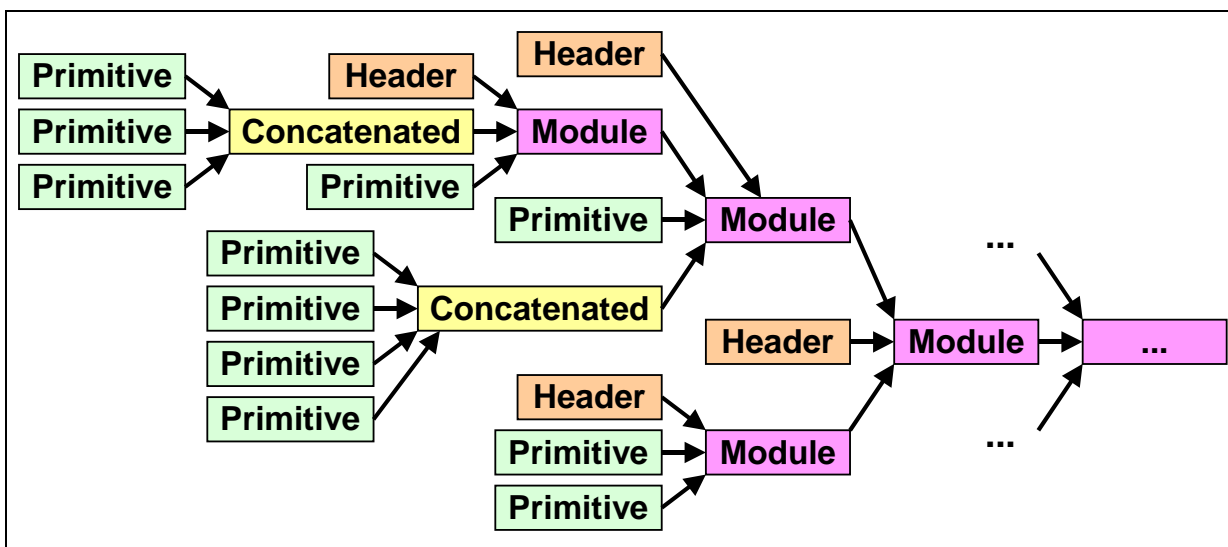 Header
Primitive Header
Primitive Concatenated Module
Primitive Primitive
Primitive Module
Primitive ...
Primitive Concatenated
Primitive Header Module ...
Primitive Header
Primitive Module ...
Primitive